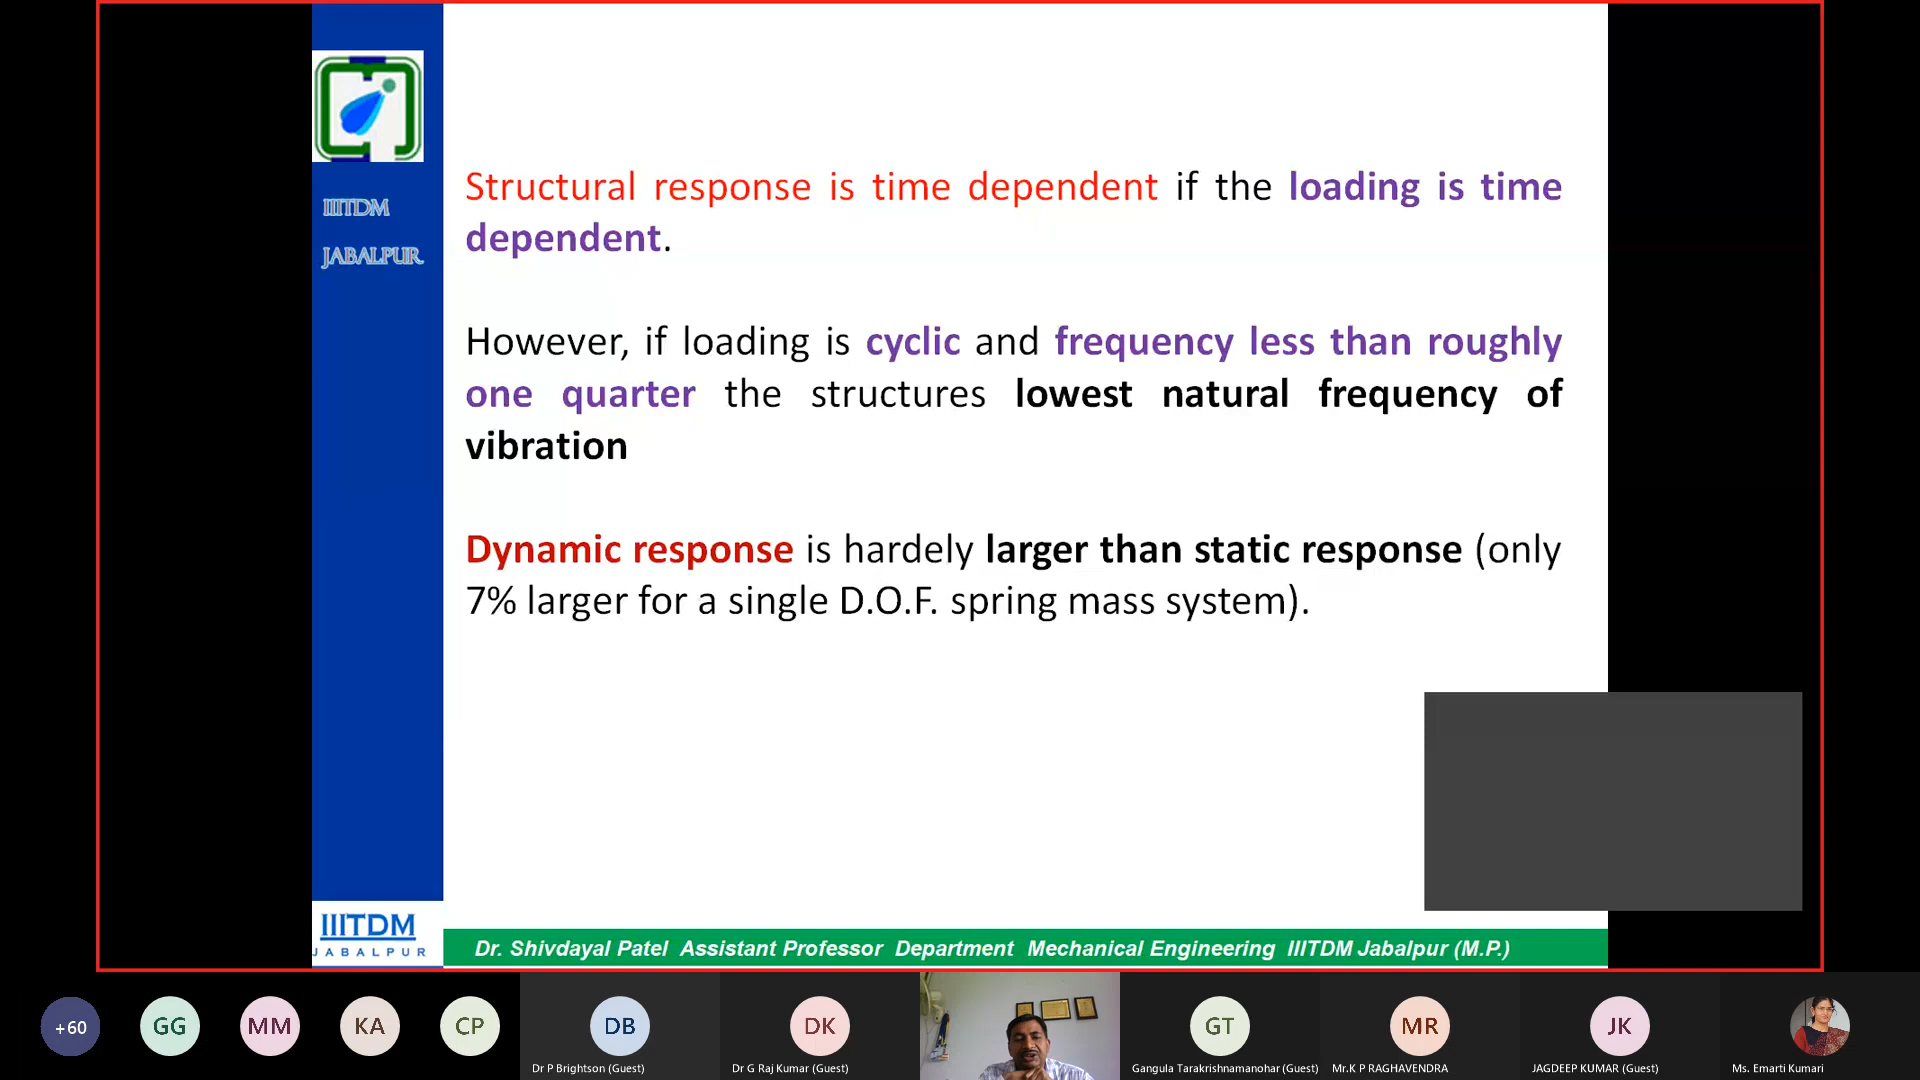 IIITDM
JABALPUR
Structural response is time dependent if the loading is time
dependent.
However, if loading is cyclic and frequency less than roughly
one quarter the structures lowest natural frequency of
vibration
Dynamic response is hardely larger than static response (only
7% larger for a single D.O.F. spring mass system).
IIITDM
JABALPUR
Dr. Shivdayal Patel Assistant Professor Department Mechanical Engineering IIITDM Jabalpur (M.P.)
+60
GG
MM
KA
CP
DB
DK
GT
MR
JK
Dr P Brightson (Guest)
Dr G Raj Kumar (Guest)
Gangula Tarakrishnamanohar (Guest)
Mr.K P RAGHAVENDRA
JAGDEEP KUMAR (Guest)
Ms. Emarti Kumari